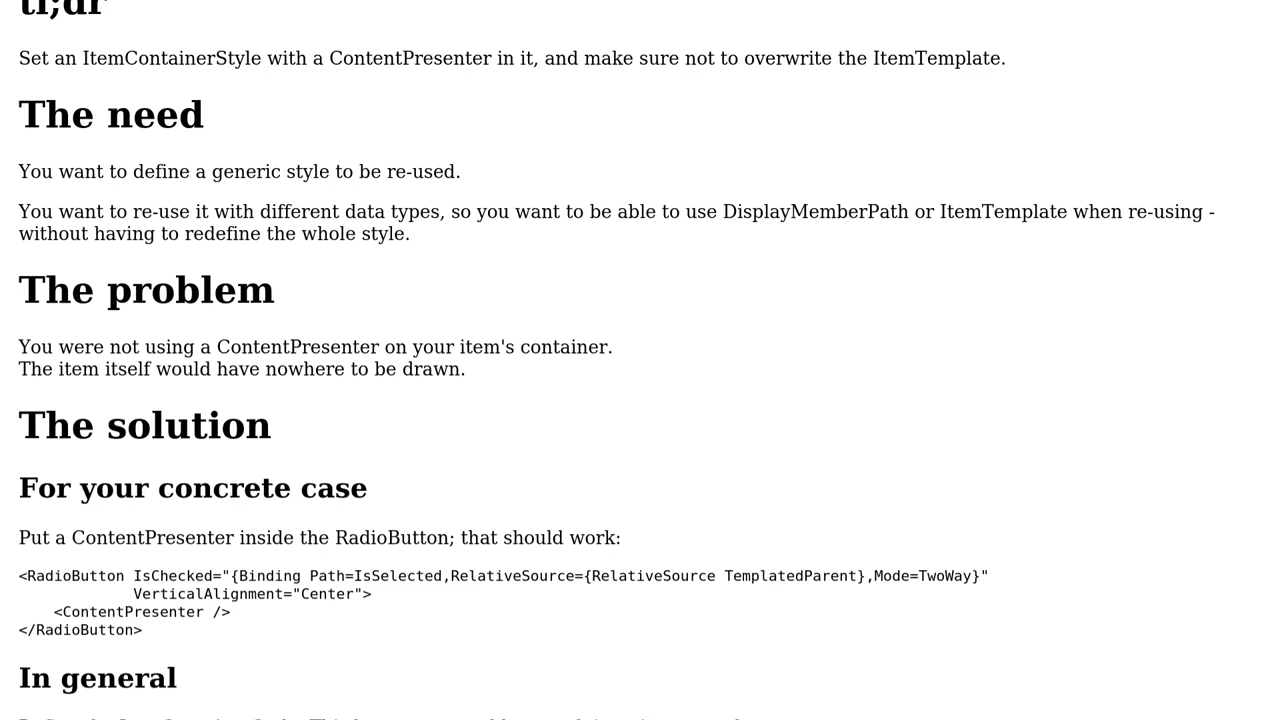 tl;dr
Set an ItemContainerStyle with a ContentPresenter in it, and make sure not to overwrite the ItemTemplate.
The need
You want to define a generic style to be re-used.
You want to re-use it with different data types, so you want to be able to use DisplayMemberPath or ItemTemplate when re-using -
without having to redefine the whole style.
The problem
You were not using a ContentPresenter on your item's container.
The item itself would have nowhere to be drawn.
The solution
For your concrete case
Put a ContentPresenter inside the RadioButton; that should work:
<RadioButton IsChecked="{Binding Path=IsSelected,RelativeSource={RelativeSource TemplatedParent},Mode=TwoWay}"
             VerticalAlignment="Center">
    <ContentPresenter />
</RadioButton>
In general